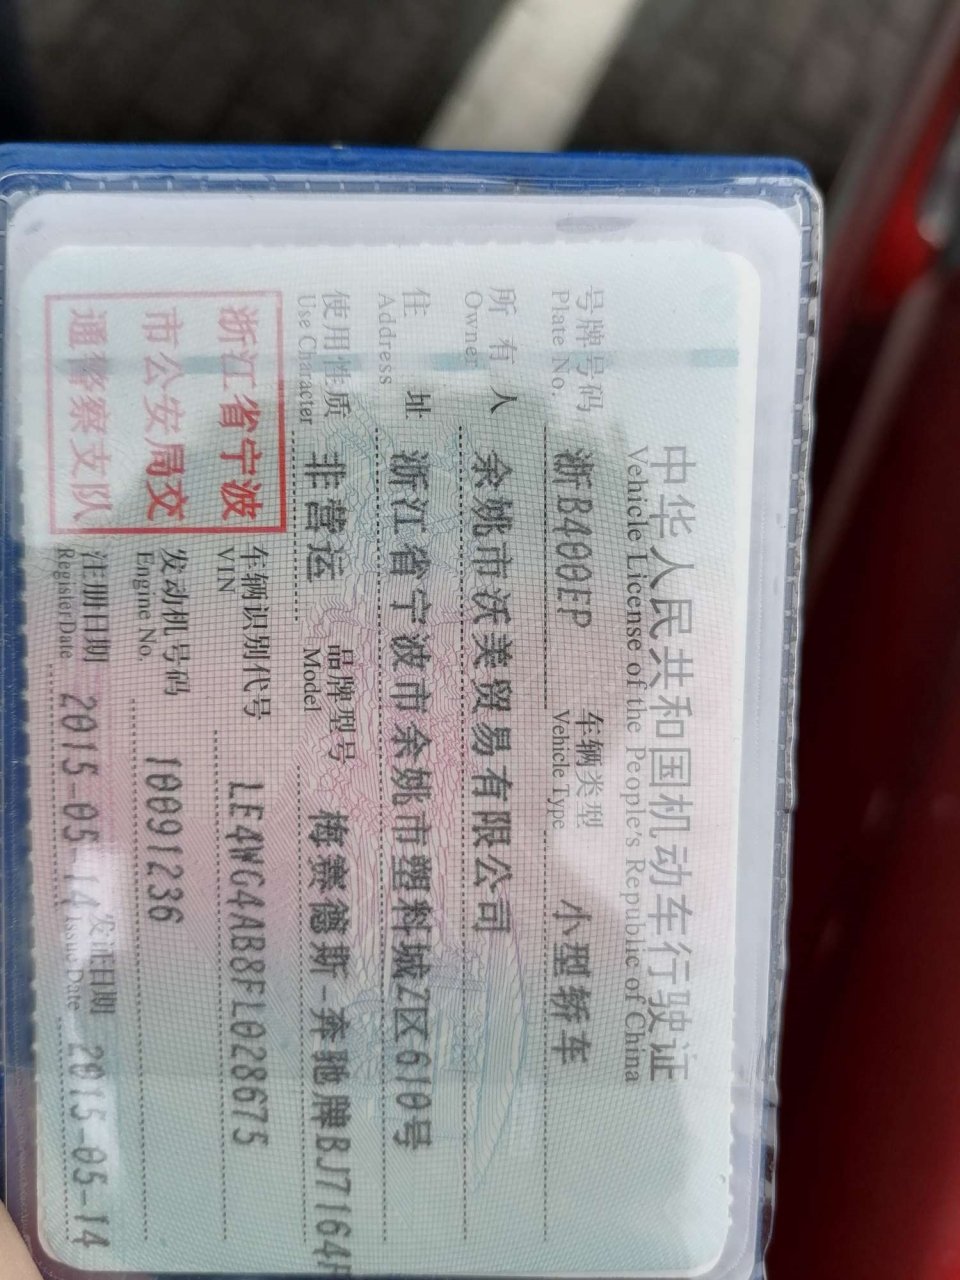 中华人民共和国机动车行驶证
Vehicle License of the People's Republic of China
号牌号码 浙B400EP 车辆类型 小型轿车
Plate No. Vehicle Type
所有人 余姚市沃美贸易有限公司
Owner
住址 浙江省宁波市余姚市塑料城Z区610号
Address
使用性质 非营运 品牌型号 梅赛德斯-奔驰牌BJ7164
Use Character Model
浙江省宁波
市公安局交
通警察支队
车辆识别代号 LE4WG4AB8FL028675
VIN
发动机号码 10091236
Engine No.
注册日期 2015-05-14 发证日期 2015-05-14
Register Date Issue Date